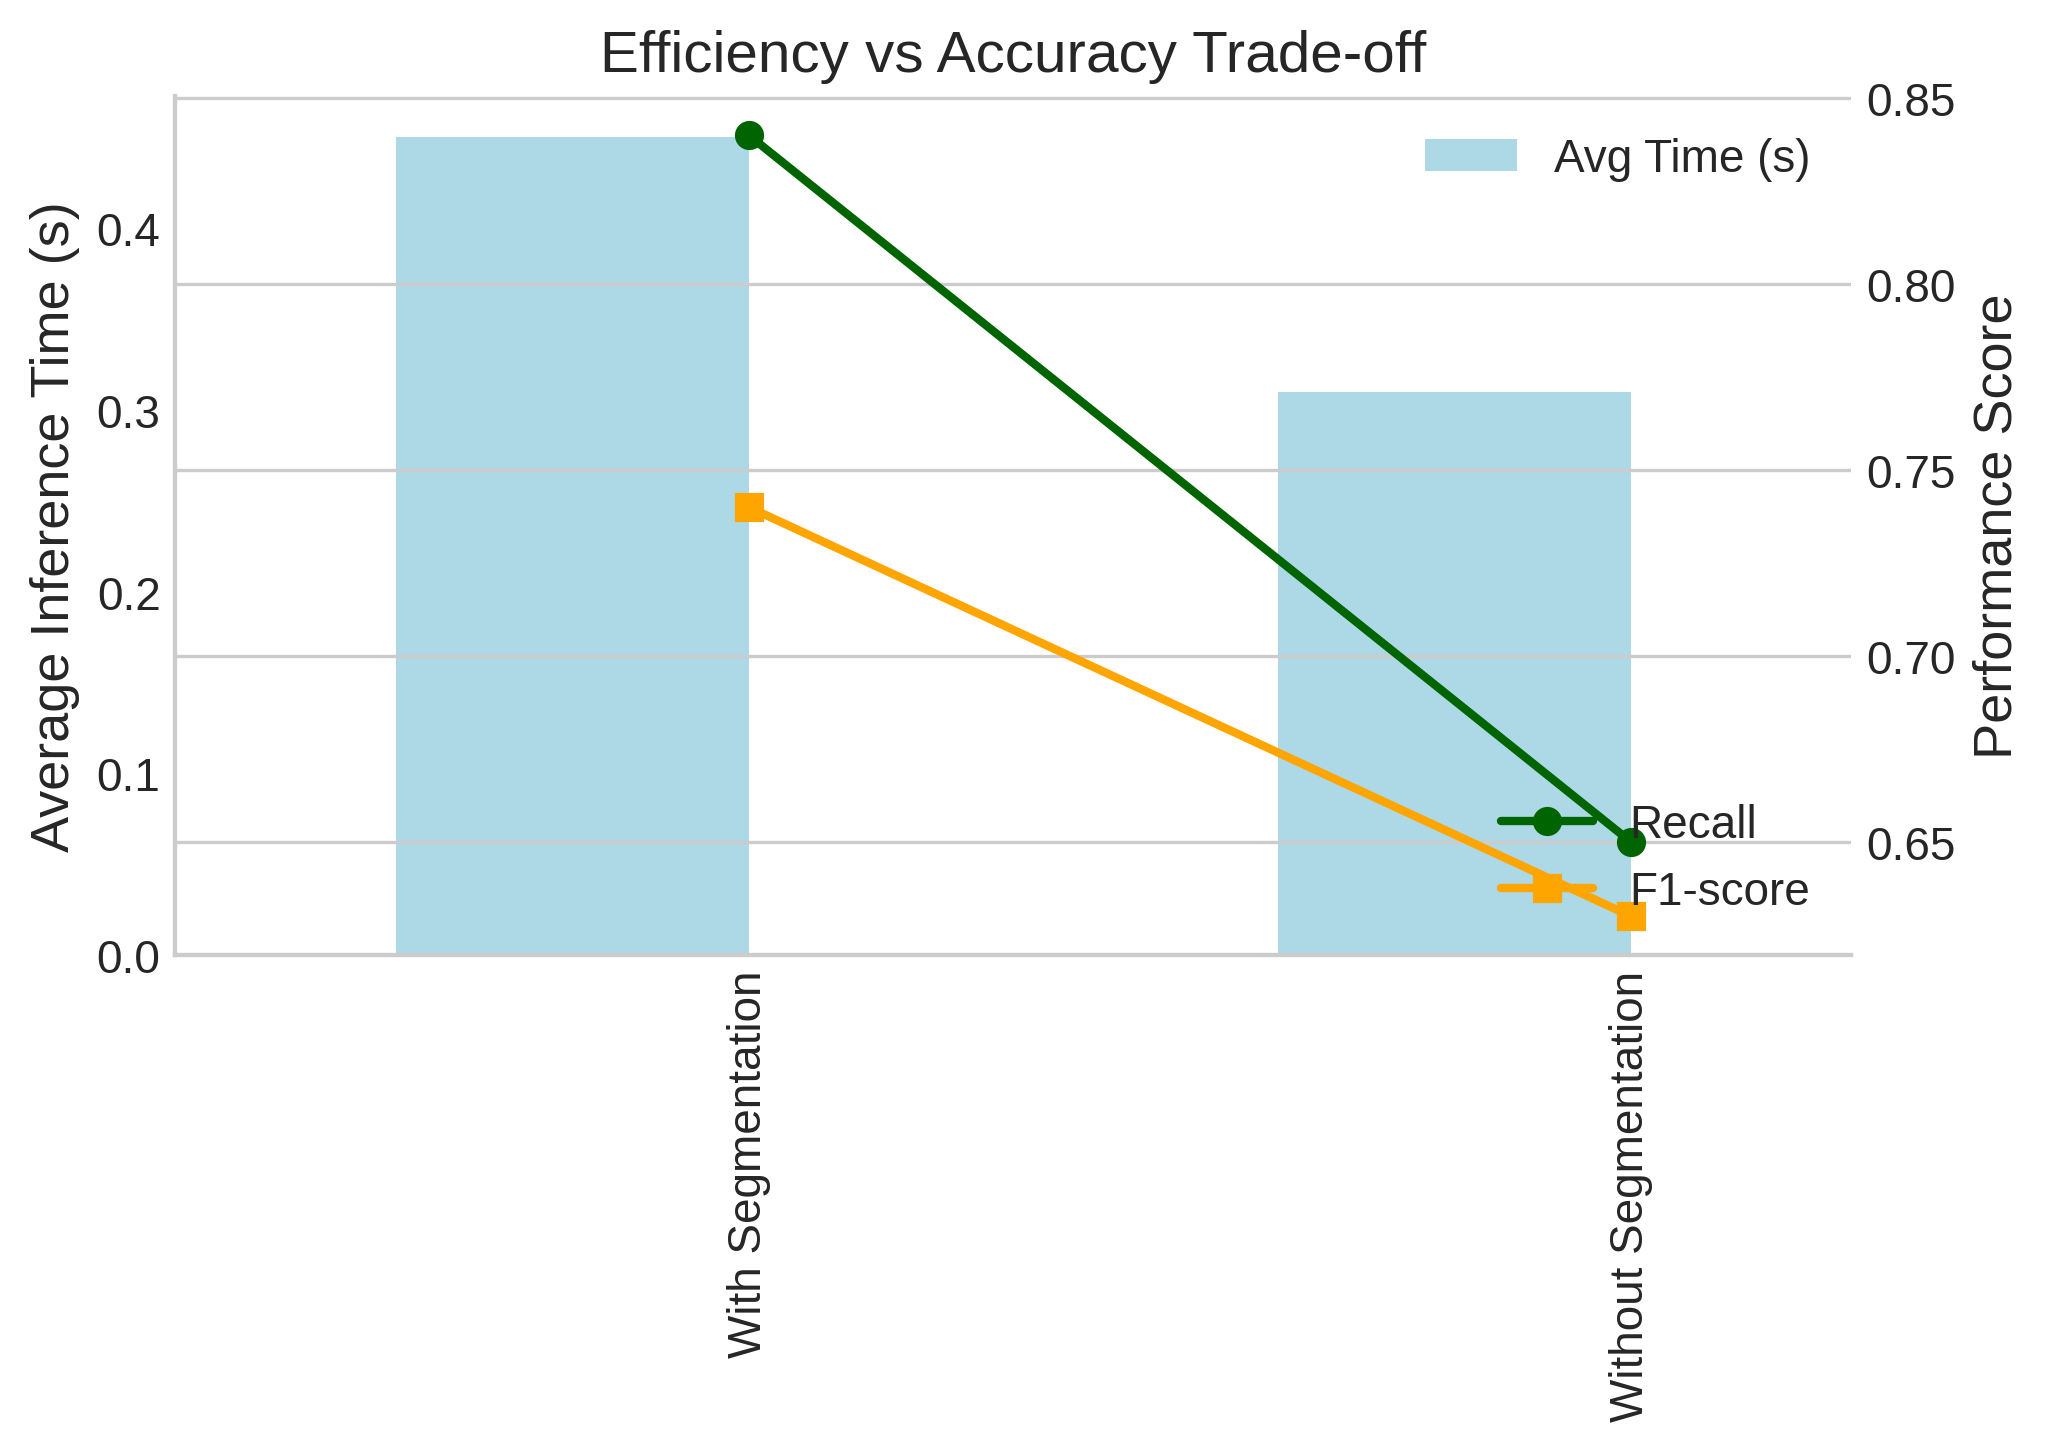 Efficiency vs Accuracy Trade-off
Average Inference Time (s)
0.4
0.3
0.2
0.1
0.0
Avg Time (s)
Recall
F1-score
0.85
0.80
0.75
0.70
0.65
Performance Score
With Segmentation
Without Segmentation